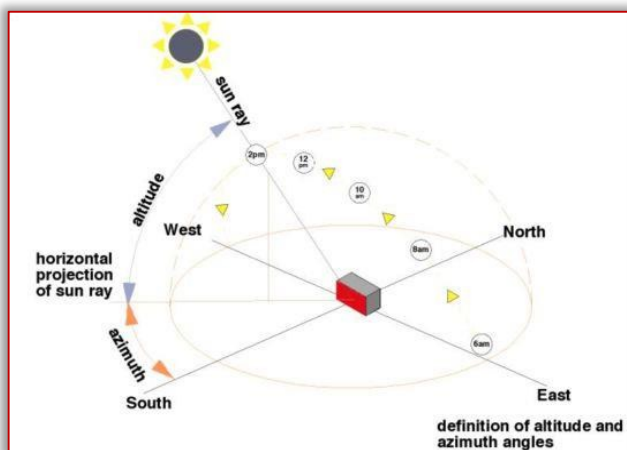 sun ray
2pm
12
pm
10
am
altitude
West
North
8am
horizontal
projection
of sun ray
azimuth
6am
South
East
definition of altitude and
azimuth angles